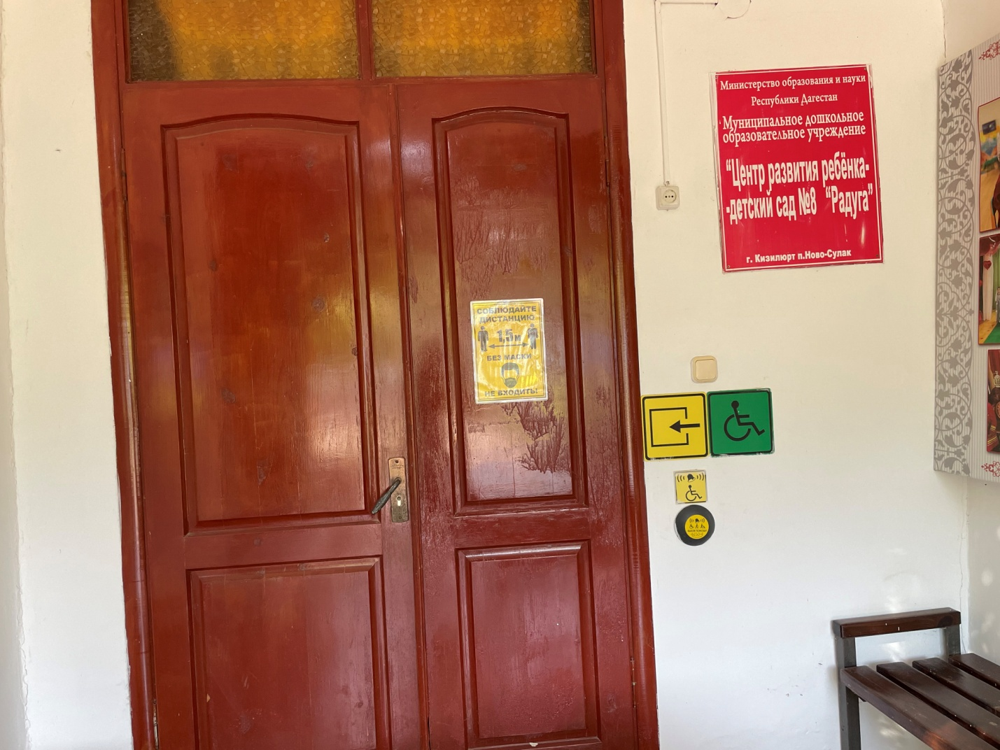 Министерство образования и науки
Республики Дагестан
Муниципальное дошкольное
образовательное учреждение
“Центр развития ребёнка-
-детский сад №8 “Радуга”
г. Кизилюрт п.Ново-Сулак
СОБЛЮДАЙТЕ
ДИСТАНЦИЮ
1,5 м
БЕЗ МАСКИ
НЕ ВХОДИТЬ!